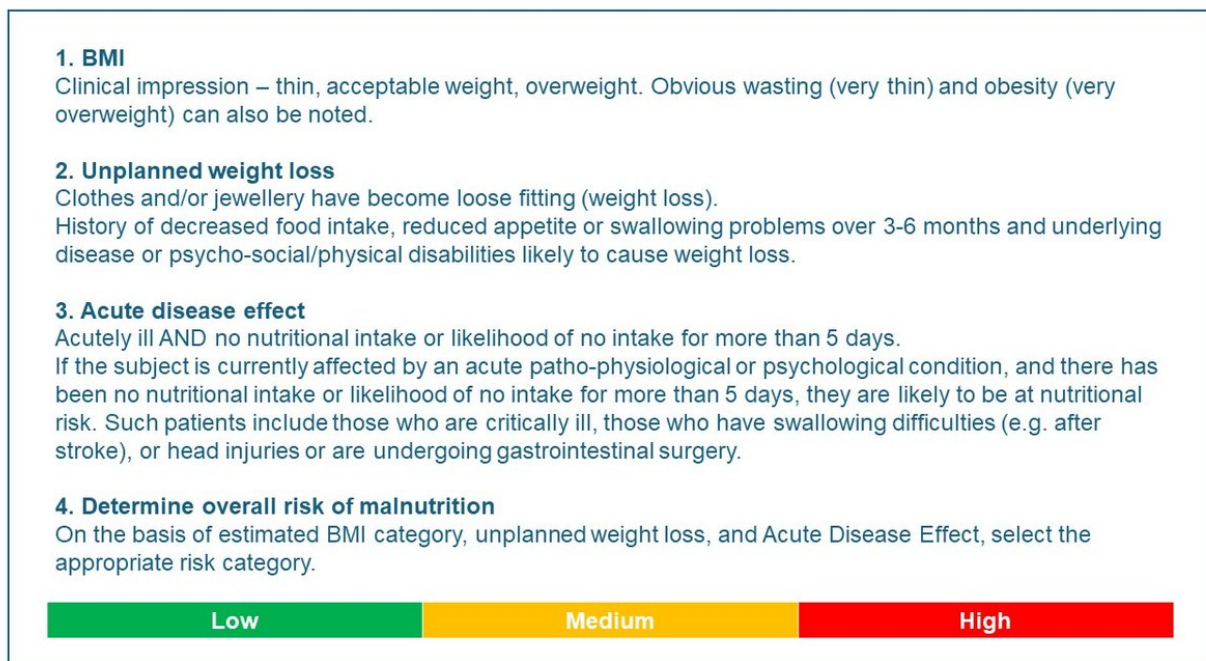 1. BMI
Clinical impression – thin, acceptable weight, overweight. Obvious wasting (very thin) and obesity (very
overweight) can also be noted.
2. Unplanned weight loss
Clothes and/or jewellery have become loose fitting (weight loss).
History of decreased food intake, reduced appetite or swallowing problems over 3-6 months and underlying
disease or psycho-social/physical disabilities likely to cause weight loss.
3. Acute disease effect
Acutely ill AND no nutritional intake or likelihood of no intake for more than 5 days.
If the subject is currently affected by an acute patho-physiological or psychological condition, and there has
been no nutritional intake or likelihood of no intake for more than 5 days, they are likely to be at nutritional
risk. Such patients include those who are critically ill, those who have swallowing difficulties (e.g. after
stroke), or head injuries or are undergoing gastrointestinal surgery.
4. Determine overall risk of malnutrition
On the basis of estimated BMI category, unplanned weight loss, and Acute Disease Effect, select the
appropriate risk category.
Low Medium High